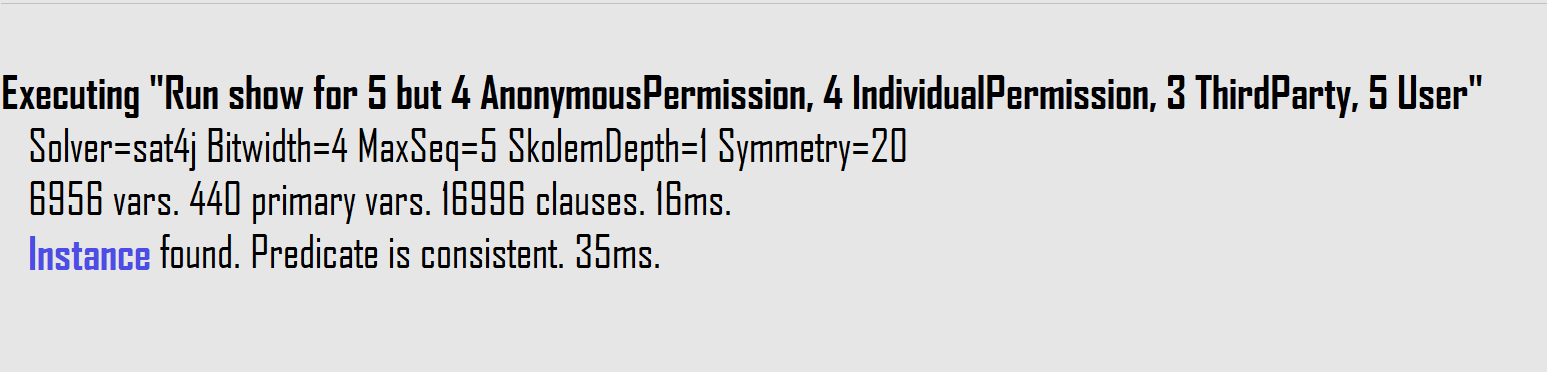 Executing "Run show for 5 but 4 AnonymousPermission, 4 IndividualPermission, 3 ThirdParty, 5 User"
Solver=sat4j Bitwidth=4 MaxSeq=5 SkolemDepth=1 Symmetry=20
6956 vars. 440 primary vars. 16996 clauses. 16ms.
Instance found. Predicate is consistent. 35ms.